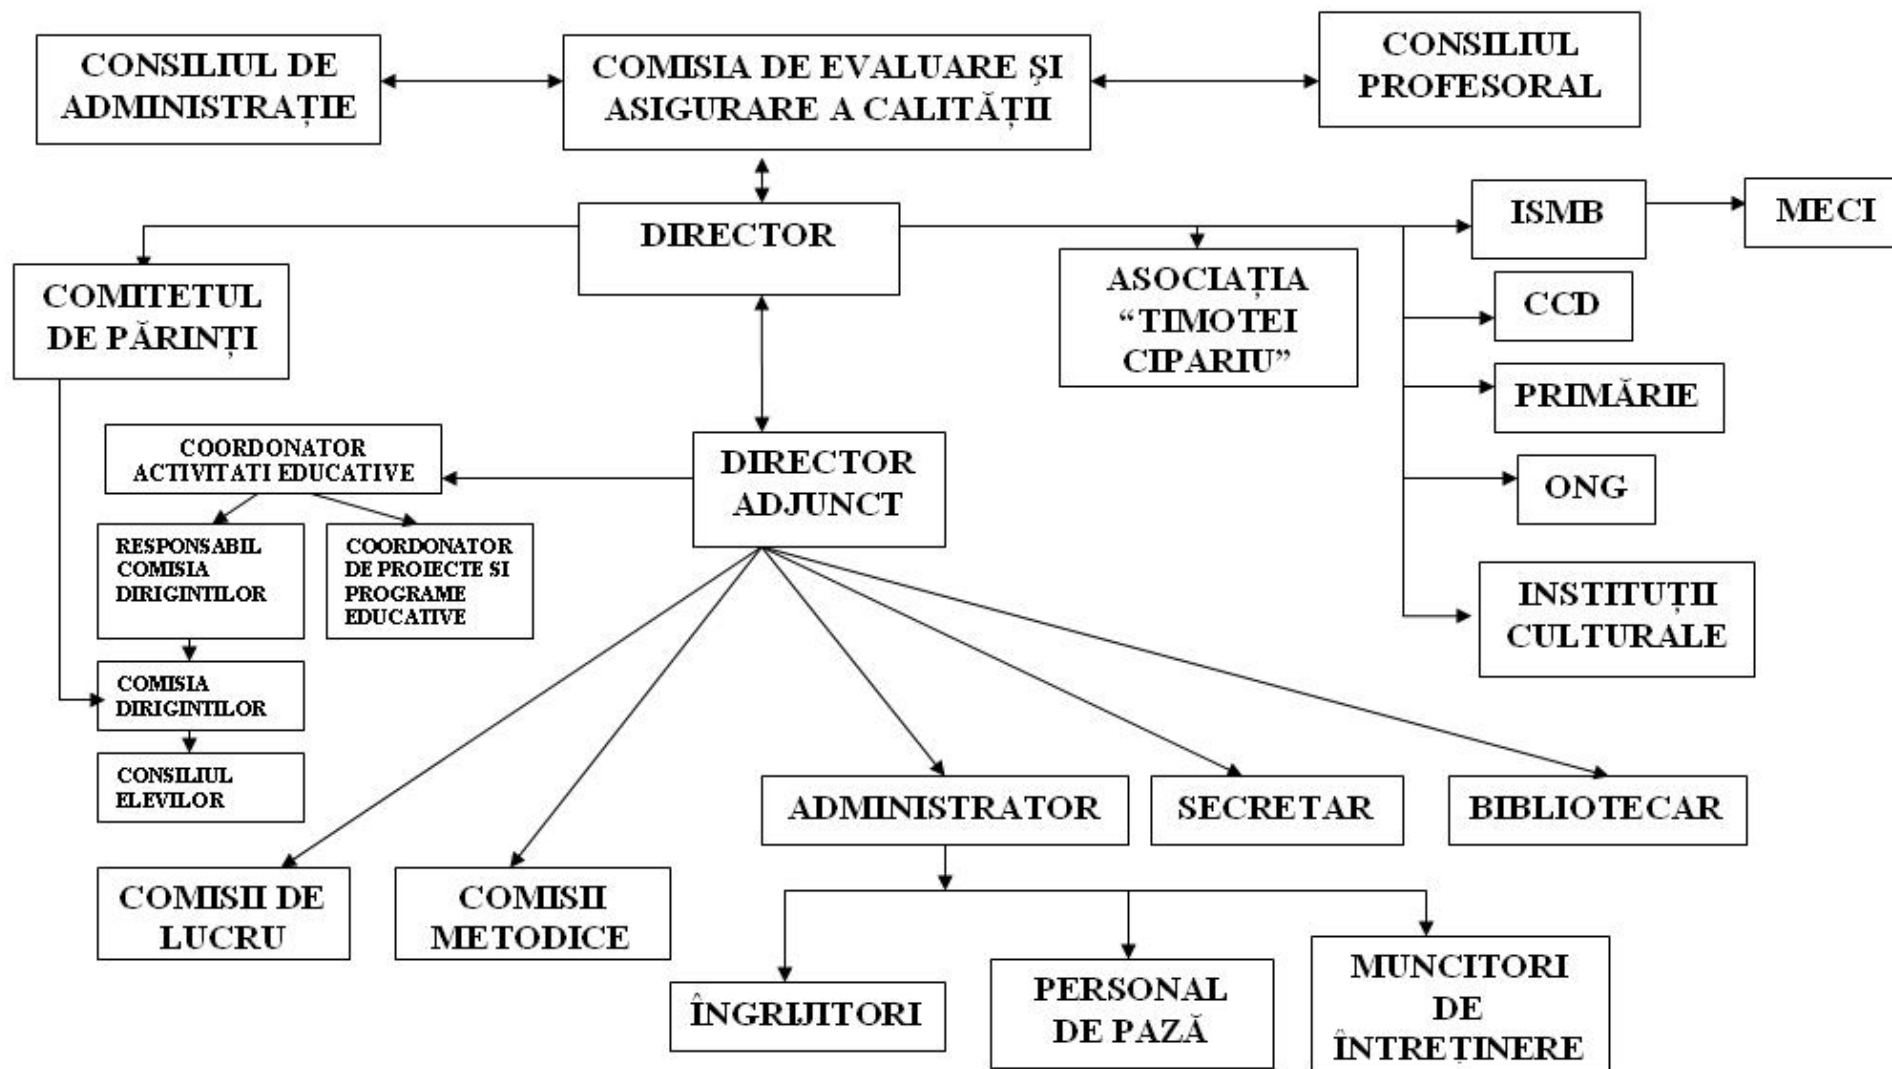 CONSILIUL DE
ADMINISTRAȚIE
COMISIA DE EVALUARE ŞI
ASIGURARE A CALITĂȚII
CONSILIUL
PROFESORAL
DIRECTOR
ISMB
MECI
COMITETUL
DE PĂRINȚI
ASOCIAȚIA
“TIMOTEI
CIPARIU”
CCD
PRIMĂRIE
ONG
INSTITUȚII
CULTURALE
COORDONATOR
ACTIVITATI EDUCATIVE
DIRECTOR
ADJUNCT
RESPONSABIL
COMISIA
DIRIGINTILOR
COORDONATOR
DE PROIECTE SI
PROGRAME
EDUCATIVE
COMISIA
DIRIGINTILOR
CONSILIUL
ELEVILOR
ADMINISTRATOR
SECRETAR
BIBLIOTECAR
COMISII DE
LUCRU
COMISII
METODICE
ÎNGRIJITORI
PERSONAL
DE PAZĂ
MUNCITORI
DE
ÎNTREȚINERE